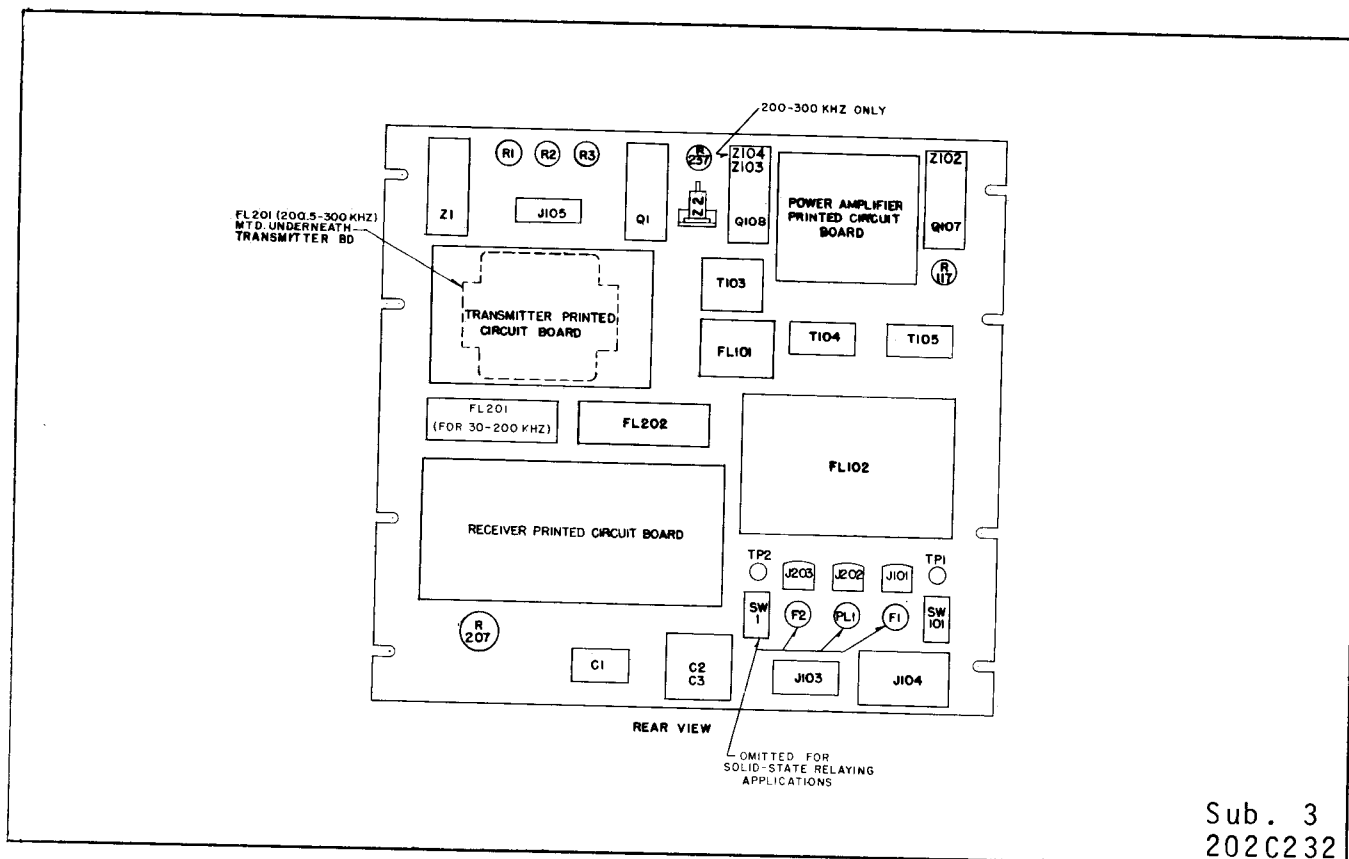 200-300 KHZ ONLY
R1
R2
R3
R
237
Z104
Z103
Z102
Z1
J105
Q1
Z2
Q108
POWER AMPLIFIER
PRINTED CIRCUIT
BOARD
Q107
FL201 (200.5-300 KHZ)
MTD. UNDERNEATH
TRANSMITTER BD
R
117
T103
TRANSMITTER PRINTED
CIRCUIT BOARD
FL101
T104
T105
FL201
(FOR 30-200 KHZ)
FL202
FL102
RECEIVER PRINTED CIRCUIT BOARD
TP2
J203
J202
J101
TP1
SW
1
F2
PL1
F1
SW
101
R
207
C1
C2
C3
J103
J104
REAR VIEW
OMITTED FOR
SOLID-STATE RELAYING
APPLICATIONS
Sub. 3
202C232